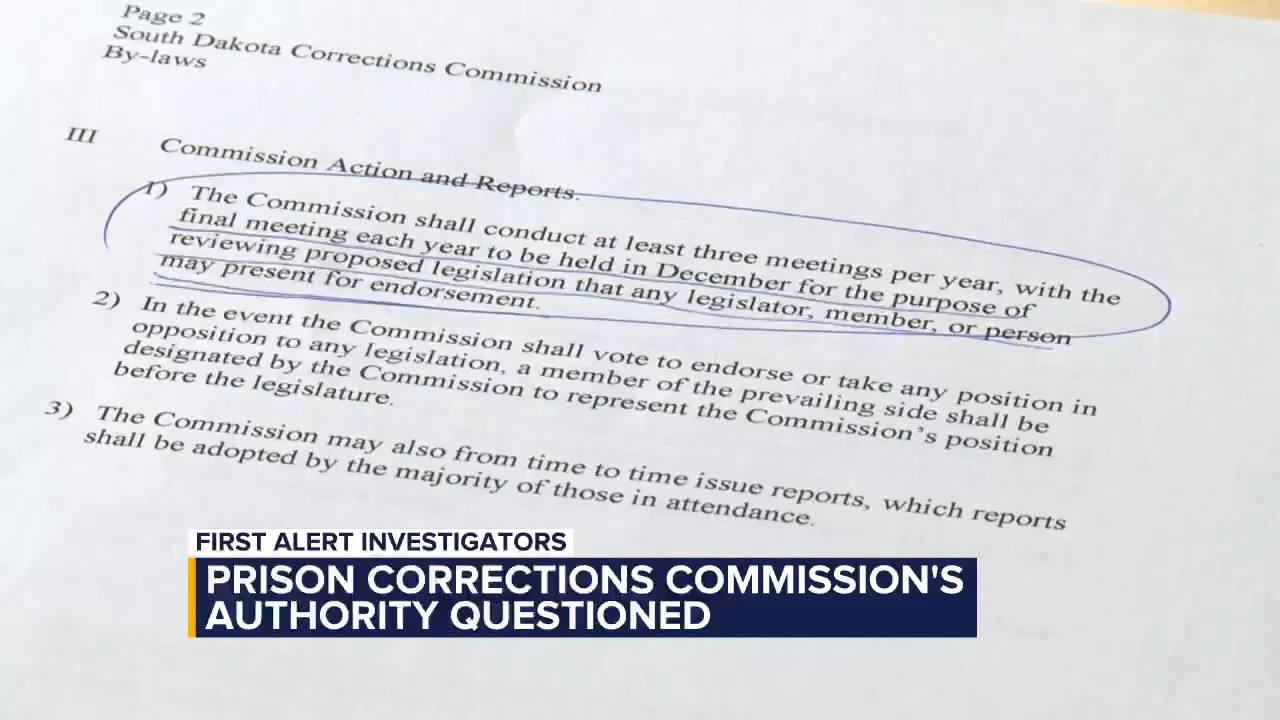 Page 2
South Dakota Corrections Commission
By-laws
III Commission Action and Reports.
1) The Commission shall conduct at least three meetings per year, with the
final meeting each year to be held in December for the purpose of
reviewing proposed legislation that any legislator, member, or person
may present for endorsement.
2) In the event the Commission shall vote to endorse or take any position in
opposition to any legislation, a member of the prevailing side shall be
designated by the Commission to represent the Commission's position
before the legislature.
3) The Commission may also from time to time issue reports, which reports
shall be adopted by the majority of those in attendance.
FIRST ALERT INVESTIGATORS
PRISON CORRECTIONS COMMISSION'S
AUTHORITY QUESTIONED